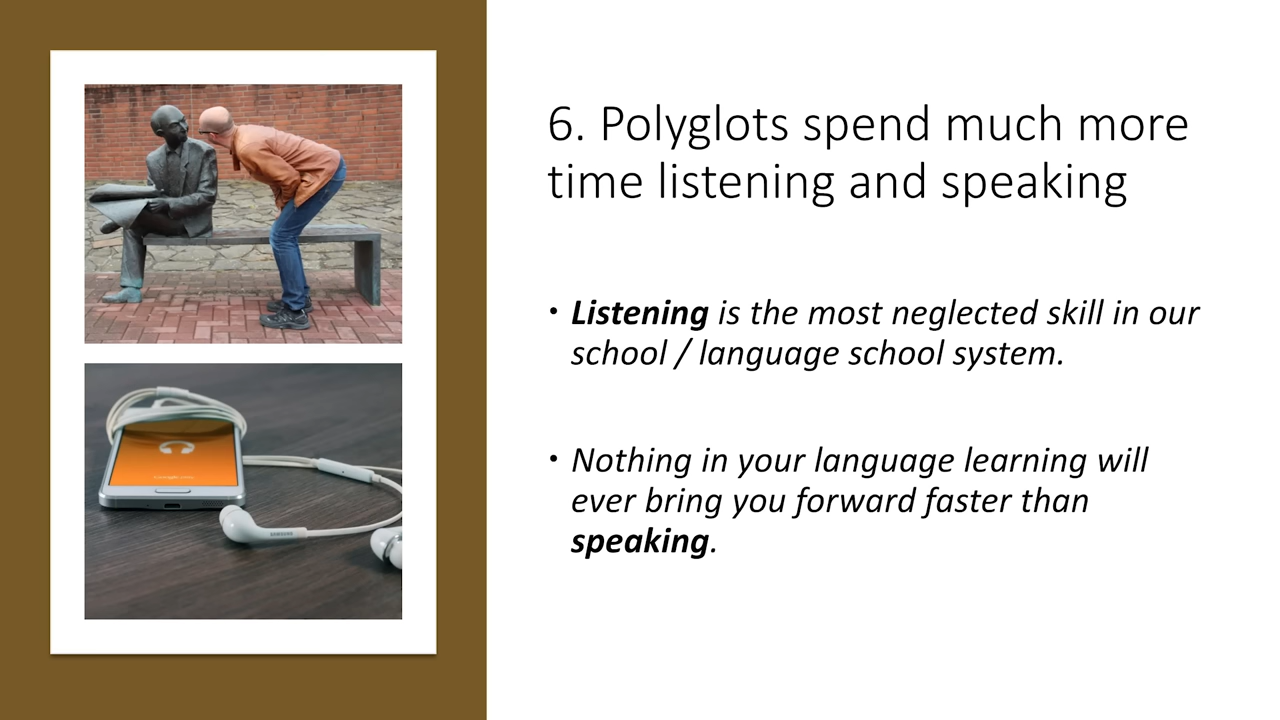 6. Polyglots spend much more
time listening and speaking
• Listening is the most neglected skill in our
school / language school system.
• Nothing in your language learning will
ever bring you forward faster than
speaking.
SAMSUNG